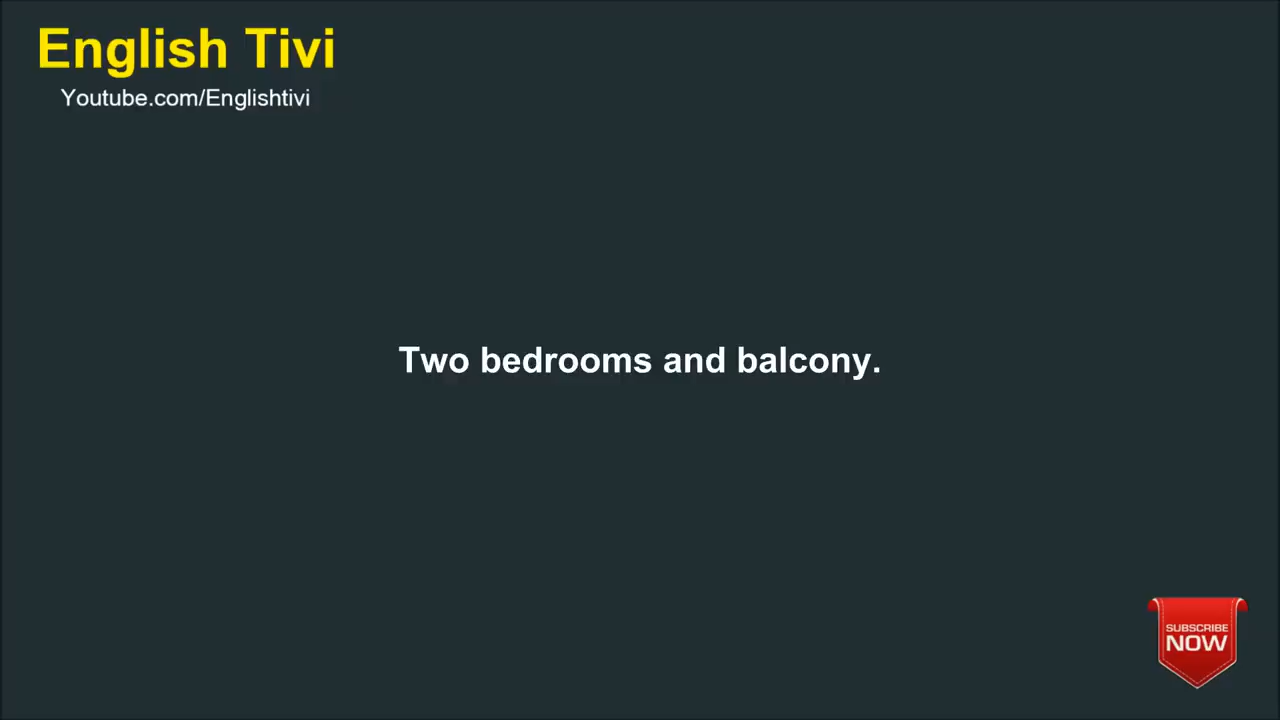 English Tivi
Youtube.com/Englishtivi
Two bedrooms and balcony.
SUBSCRIBE
NOW